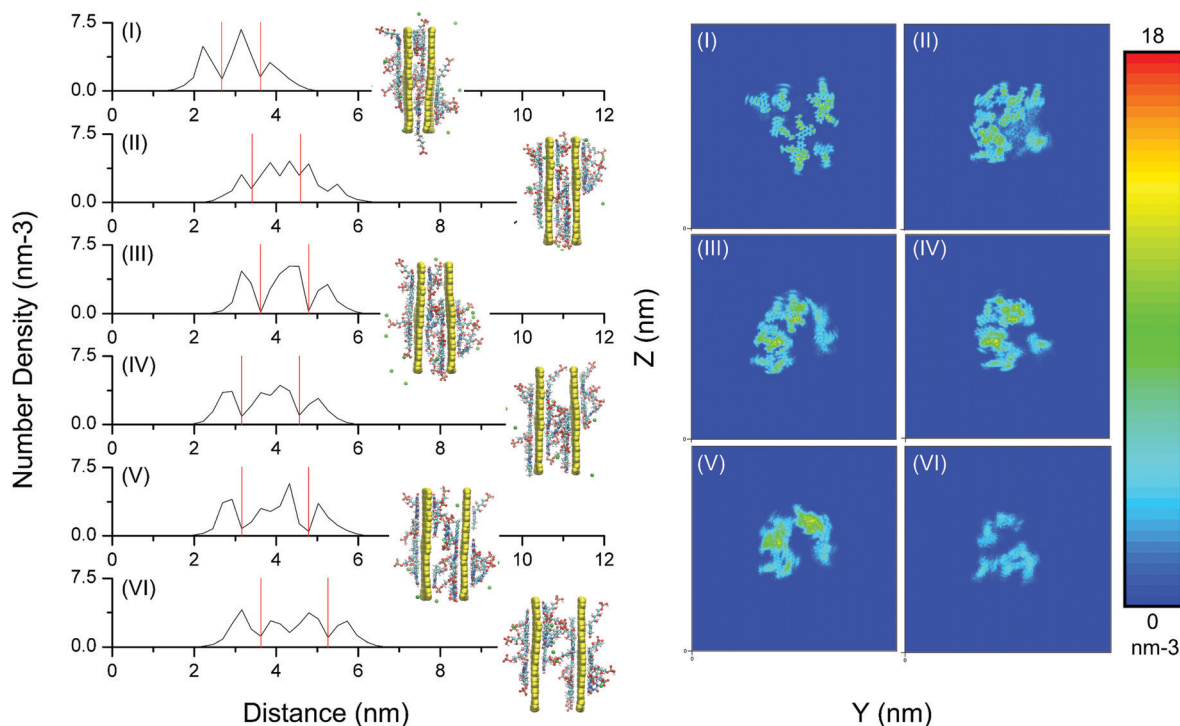 Number Density (nm-3)
(I)
7.5
0.0
0 2 4 6 10 12
(II)
7.5
0.0
0 2 4 6 8
(III)
7.5
0.0
0 2 4 6 10 12
(IV)
7.5
0.0
0 2 4 6 8
(V)
7.5
0.0
0 2 4 6 10 12
(VI)
7.5
0.0
0 2 4 6 8
Distance (nm)
Z (nm)
(I) (II)
(III) (IV)
(V) (VI)
0 0
Y (nm)
18
0
nm-3